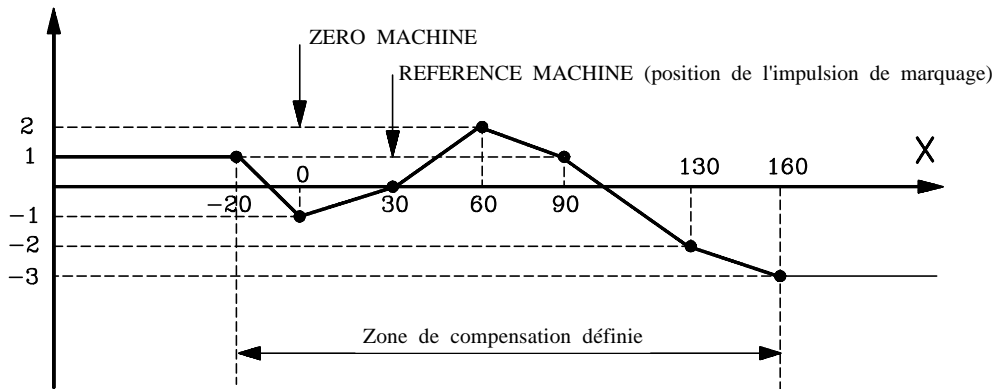 ZERO MACHINE
REFERENCE MACHINE (position de l'impulsion de marquage)
2
1
X
0
130 160
-20 30 60 90
-1
-2
-3
Zone de compensation définie